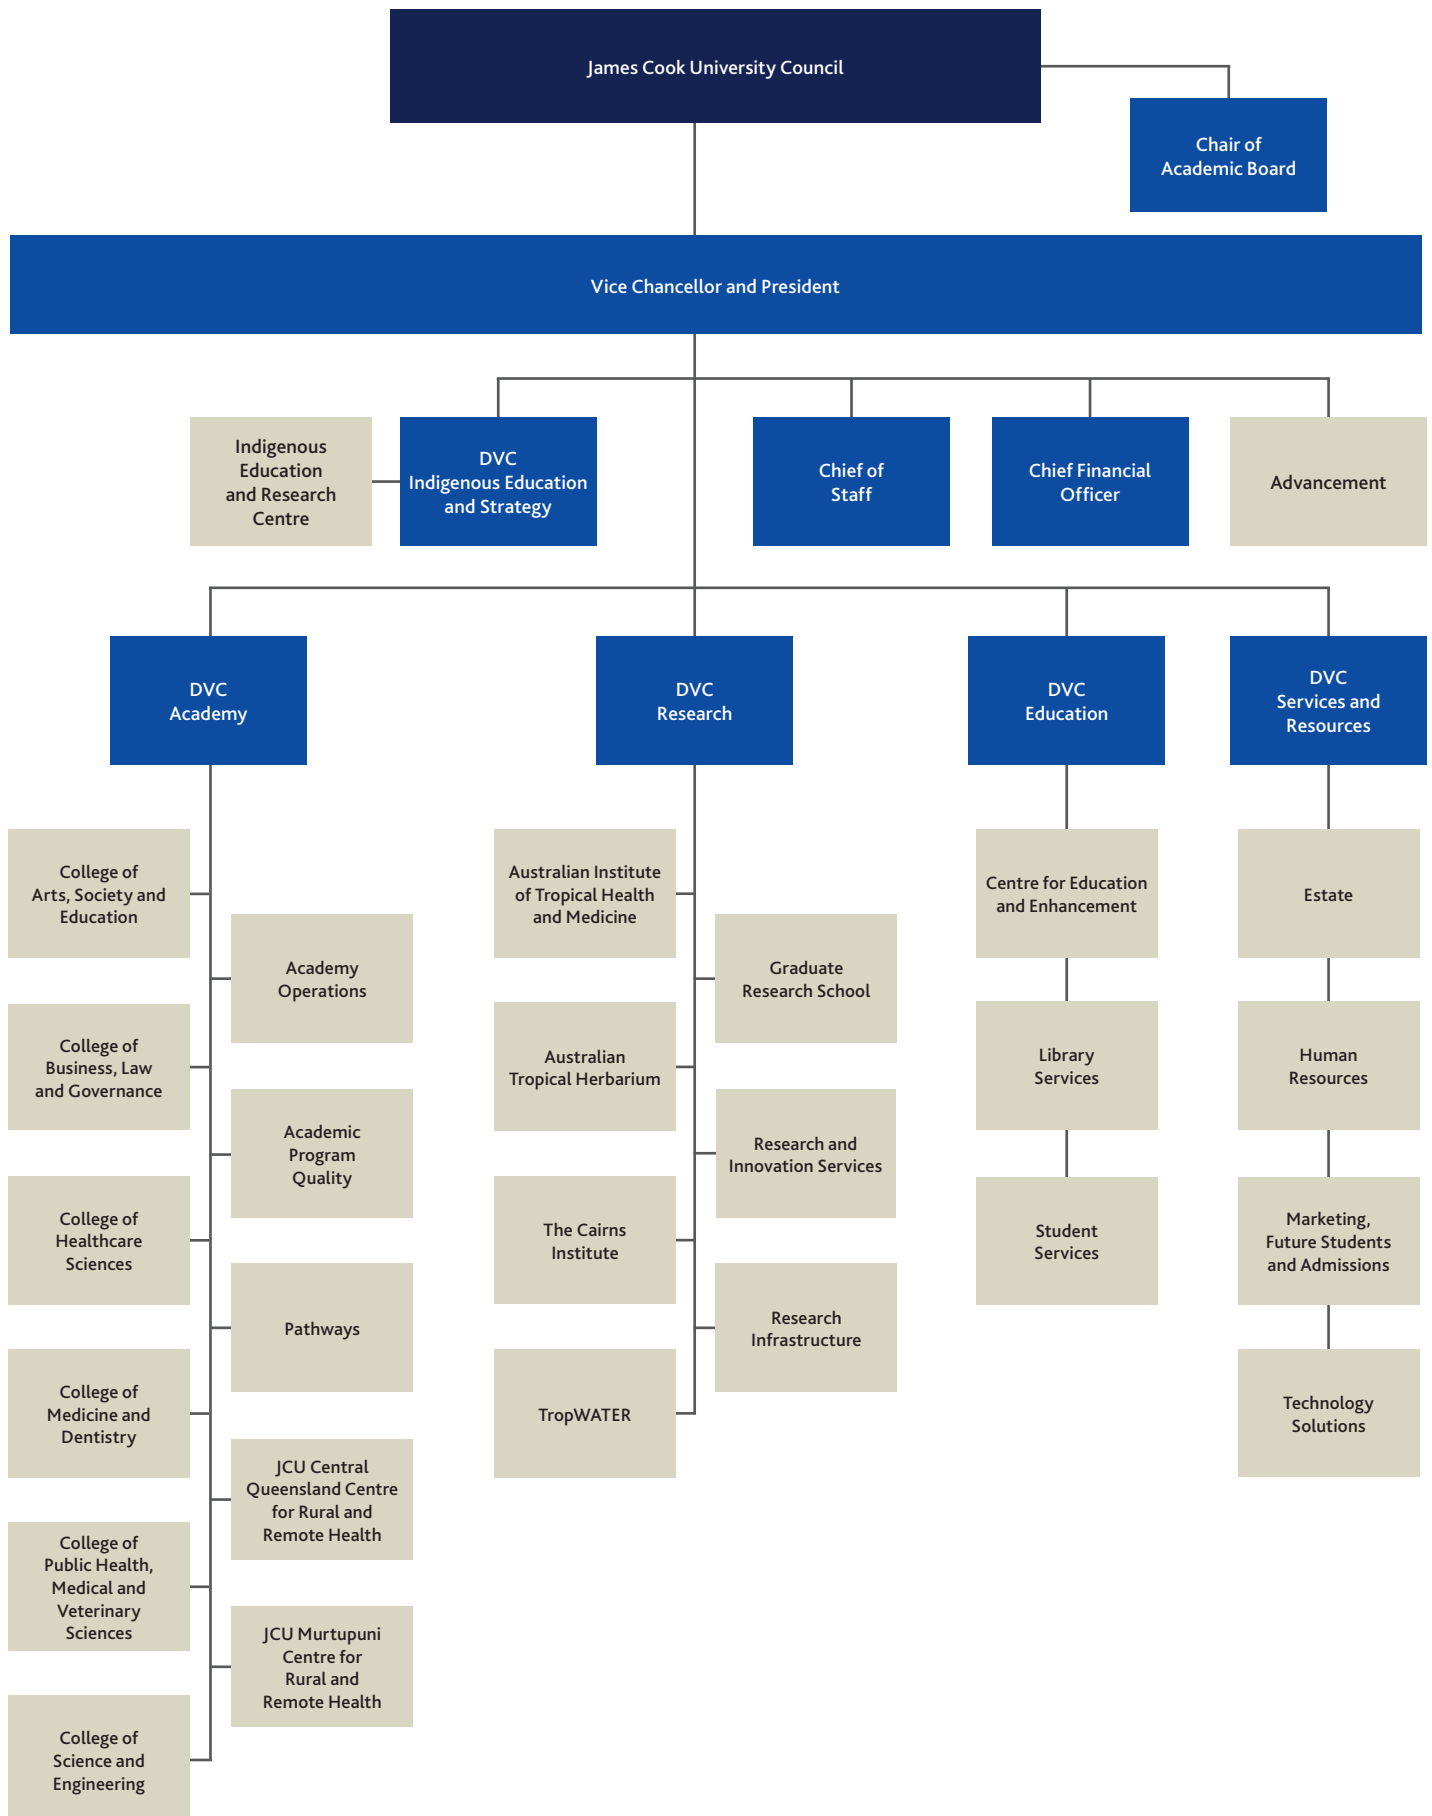 James Cook University Council
Chair of
Academic Board
Vice Chancellor and President
Indigenous
Education
and Research
Centre
DVC
Indigenous Education
and Strategy
Chief of
Staff
Chief Financial
Officer
Advancement
DVC
Academy
DVC
Research
DVC
Education
DVC
Services and
Resources
College of
Arts, Society and
Education
Academy
Operations
College of
Business, Law
and Governance
Academic
Program
Quality
College of
Healthcare
Sciences
Pathways
College of
Medicine and
Dentistry
JCU Central
Queensland Centre
for Rural and
Remote Health
College of
Public Health,
Medical and
Veterinary
Sciences
JCU Murtupuni
Centre for
Rural and
Remote Health
College of
Science and
Engineering
Australian Institute
of Tropical Health
and Medicine
Graduate
Research School
Australian
Tropical Herbarium
Research and
Innovation Services
The Cairns
Institute
Research
Infrastructure
TropWATER
Centre for Education
and Enhancement
Library
Services
Student
Services
Estate
Human
Resources
Marketing,
Future Students
and Admissions
Technology
Solutions